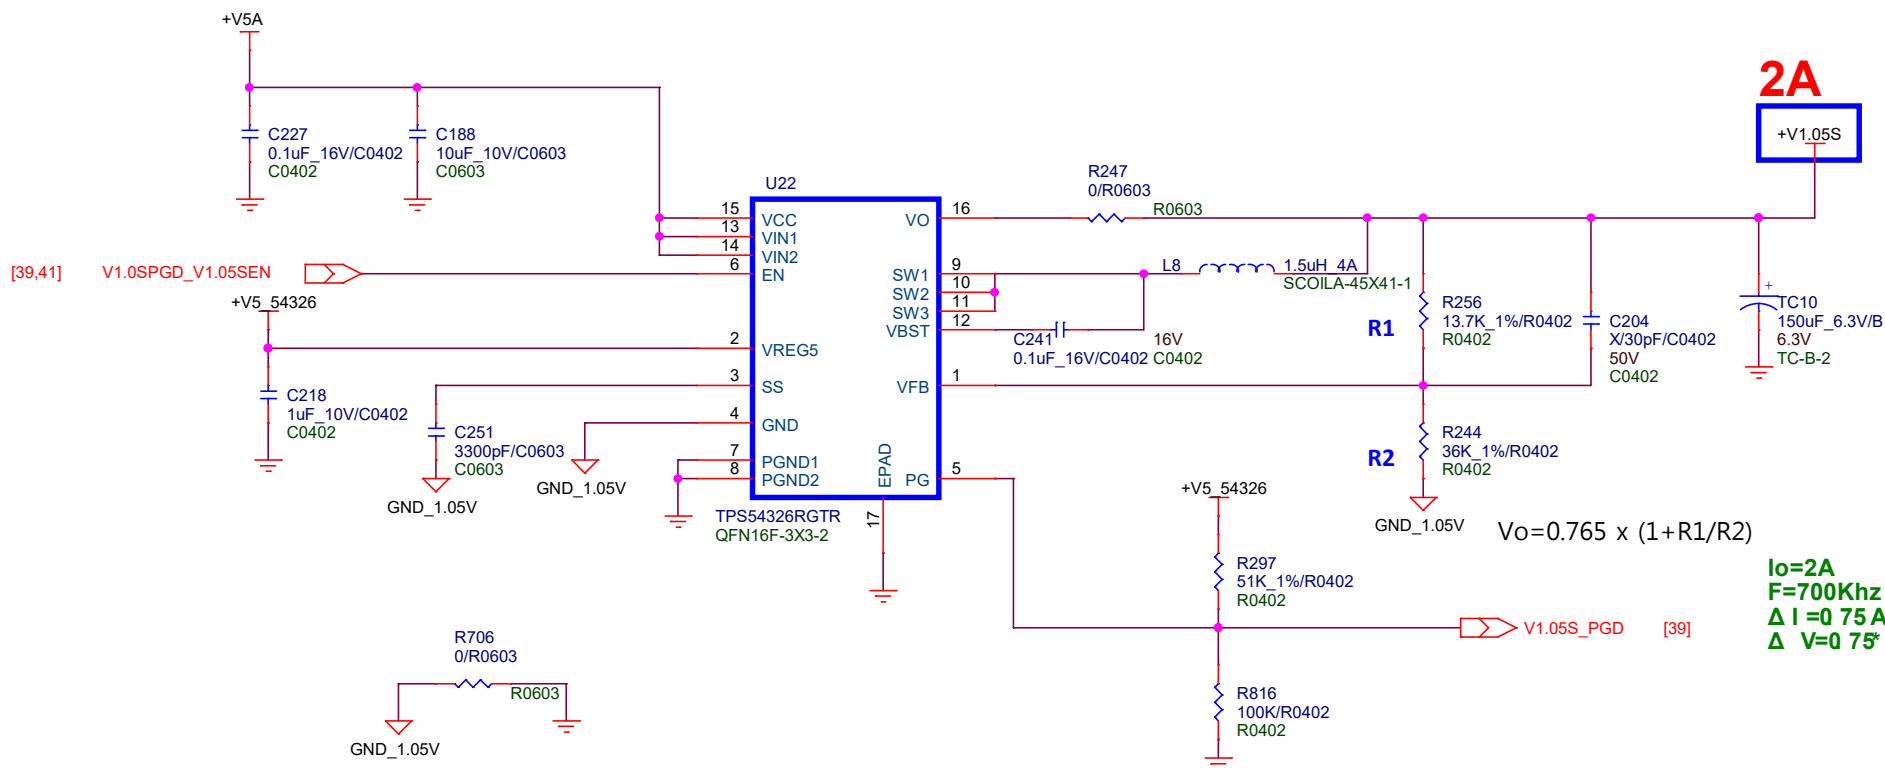 +V5A
2A
+V1.05S
C227
0.1uF_16V/C0402
C0402
C188
10uF_10V/C0603
C0603
U22
R247
0/R0603
R0603
15
VCC
13
VIN1
14
VIN2
6
EN
16
VO
[39,41]
V1.0SPGD_V1.05SEN
9
SW1
10
SW2
11
SW3
12
VBST
L8
1.5uH_4A
SCOILA-45X41-1
+V5_54326
C241
0.1uF_16V/C0402
16V
C0402
R1
R256
13.7K_1%/R0402
R0402
C204
X/30pF/C0402
50V
C0402
+
TC10
150uF_6.3V/B
6.3V
TC-B-2
2
VREG5
3
SS
1
VFB
C218
1uF_10V/C0402
C0402
4
GND
C251
3300pF/C0603
C0603
GND_1.05V
GND_1.05V
7
PGND1
8
PGND2
EPAD
5
PG
17
TPS54326RGTR
QFN16F-3X3-2
R2
R244
36K_1%/R0402
R0402
GND_1.05V
Vo=0.765 x (1+R1/R2)
+V5_54326
R297
51K_1%/R0402
R0402
Io=2A
F=700Khz
Δ I =0.75 A
Δ V=0.75*
V1.05S_PGD
[39]
R706
0/R0603
R0603
GND_1.05V
R816
100K/R0402
R0402